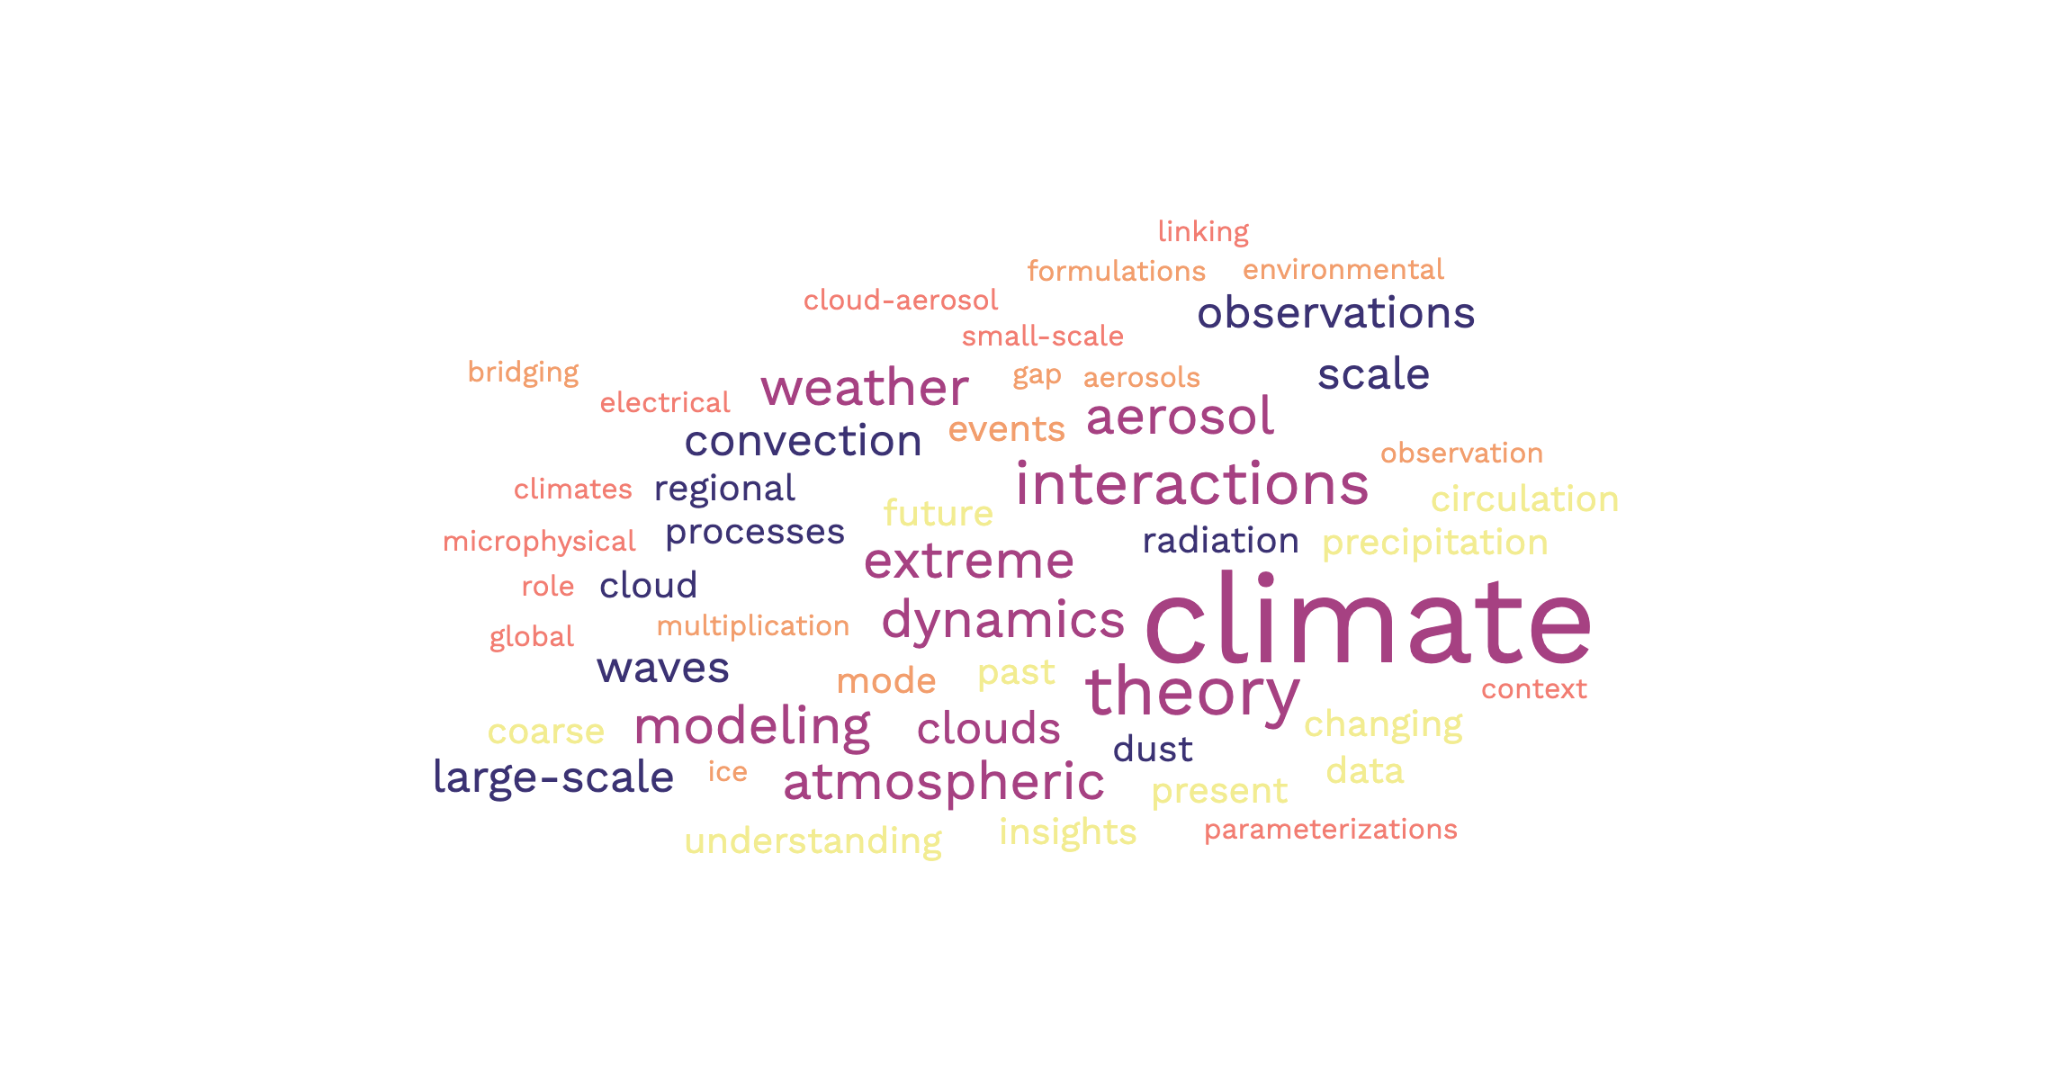 linking
formulations environmental
cloud-aerosol
observations
small-scale
bridging
weather
gap
aerosols
scale
electrical
aerosol
convection
events
observation
climates
regional
interactions
circulation
future
microphysical
processes
radiation
precipitation
extreme
role
cloud
climate
multiplication
dynamics
global
waves
mode
past
theory
context
coarse
modeling
clouds
changing
dust
large-scale
ice
atmospheric
present
data
understanding
insights
parameterizations